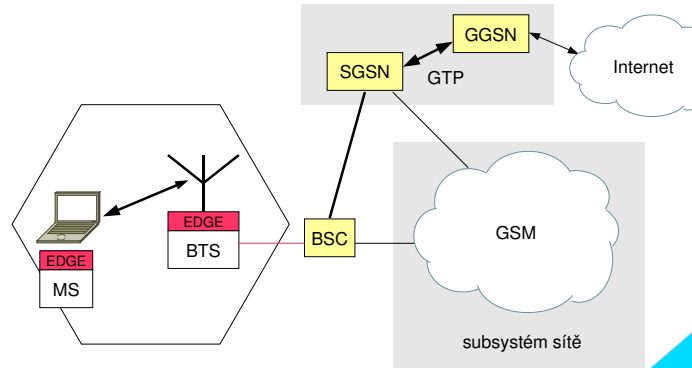 GGSN
SGSN
GTP
Internet
EDGE
BTS
EDGE
MS
BSC
GSM
subsystém sítě